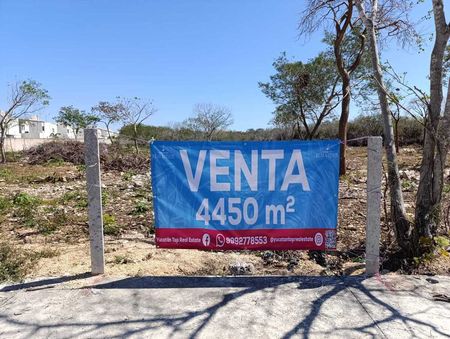 VENTA
4450 m²
Yucatán Top Real Estate 9992778553 @yucatantoprealestate